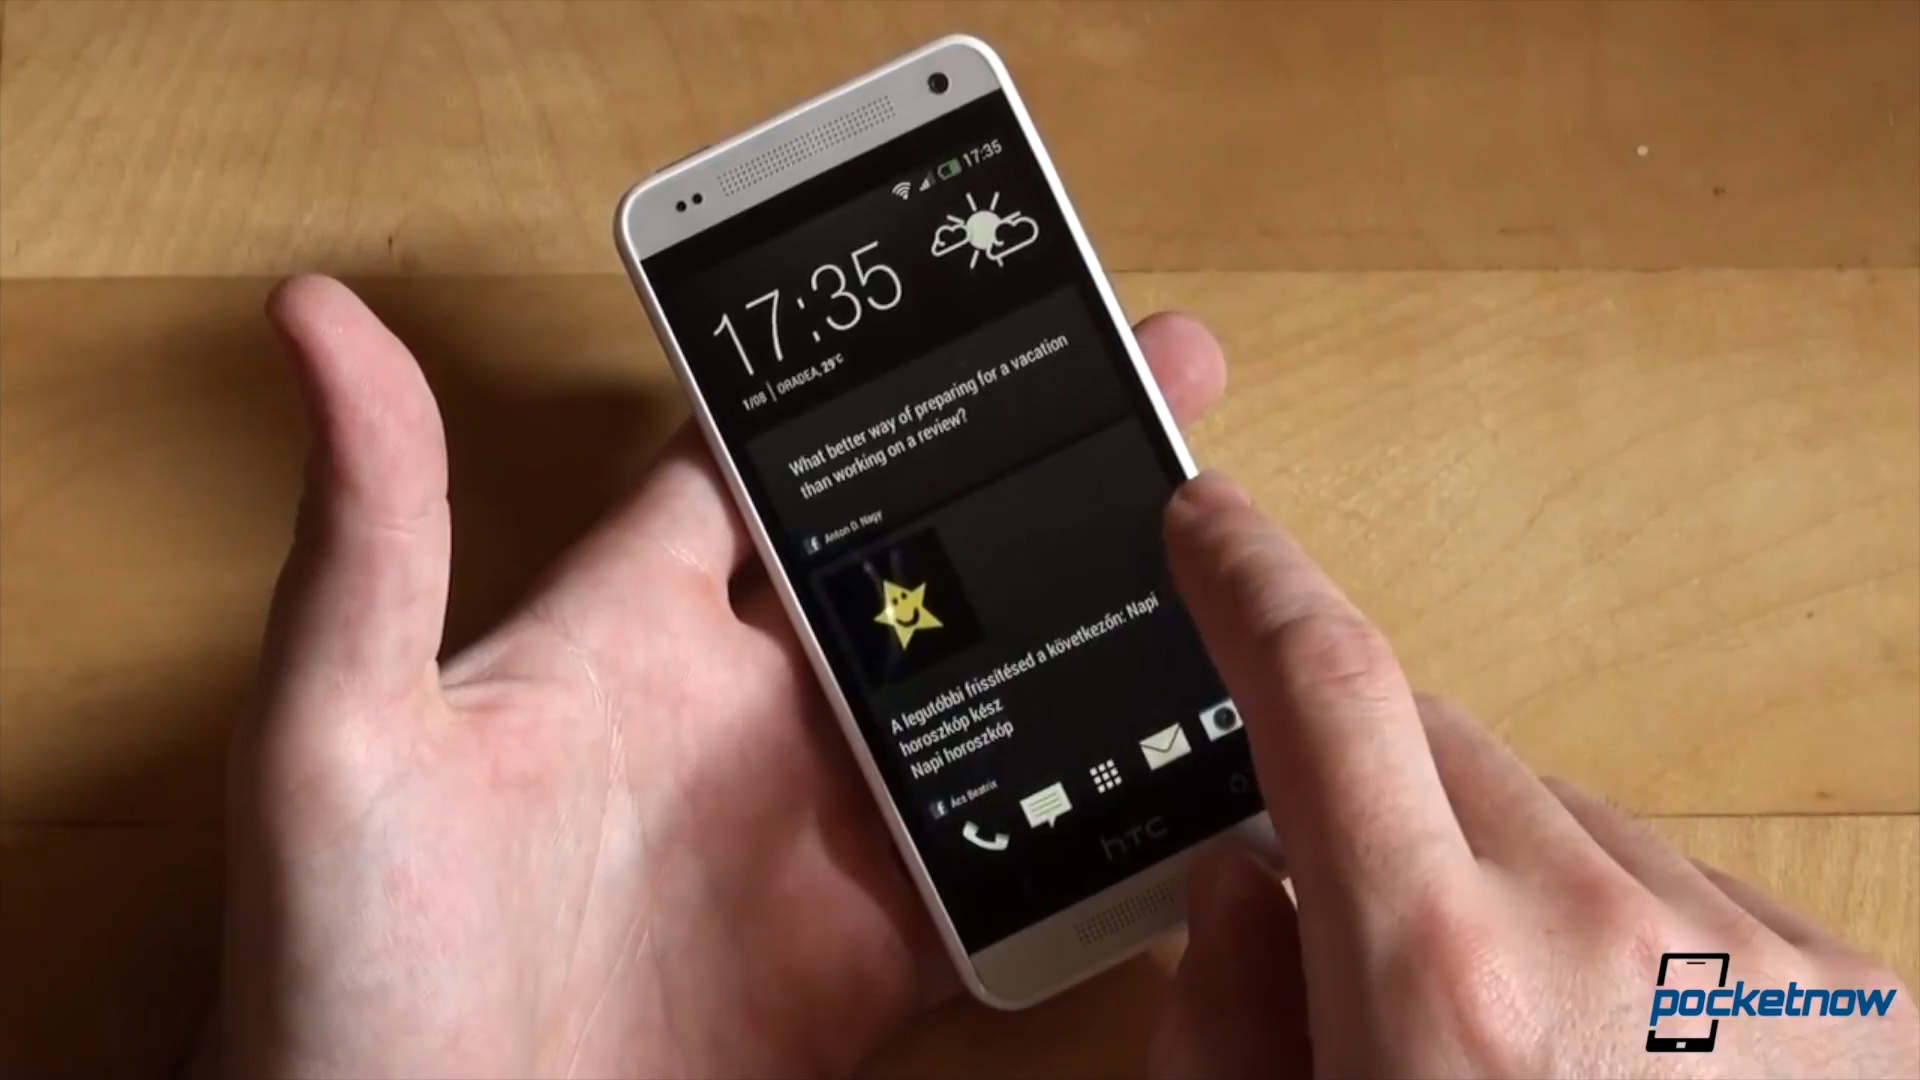 17:35
17:35
1/08 | ORADEA, 29°C
What better way of preparing for a vacation
than working on a review?
Anton D. Nagy
A legutóbbi frissítésed a következőn: Napi
horoszkóp kész
Napi horoszkóp
Ács Beatrix
hTC
pocketnow